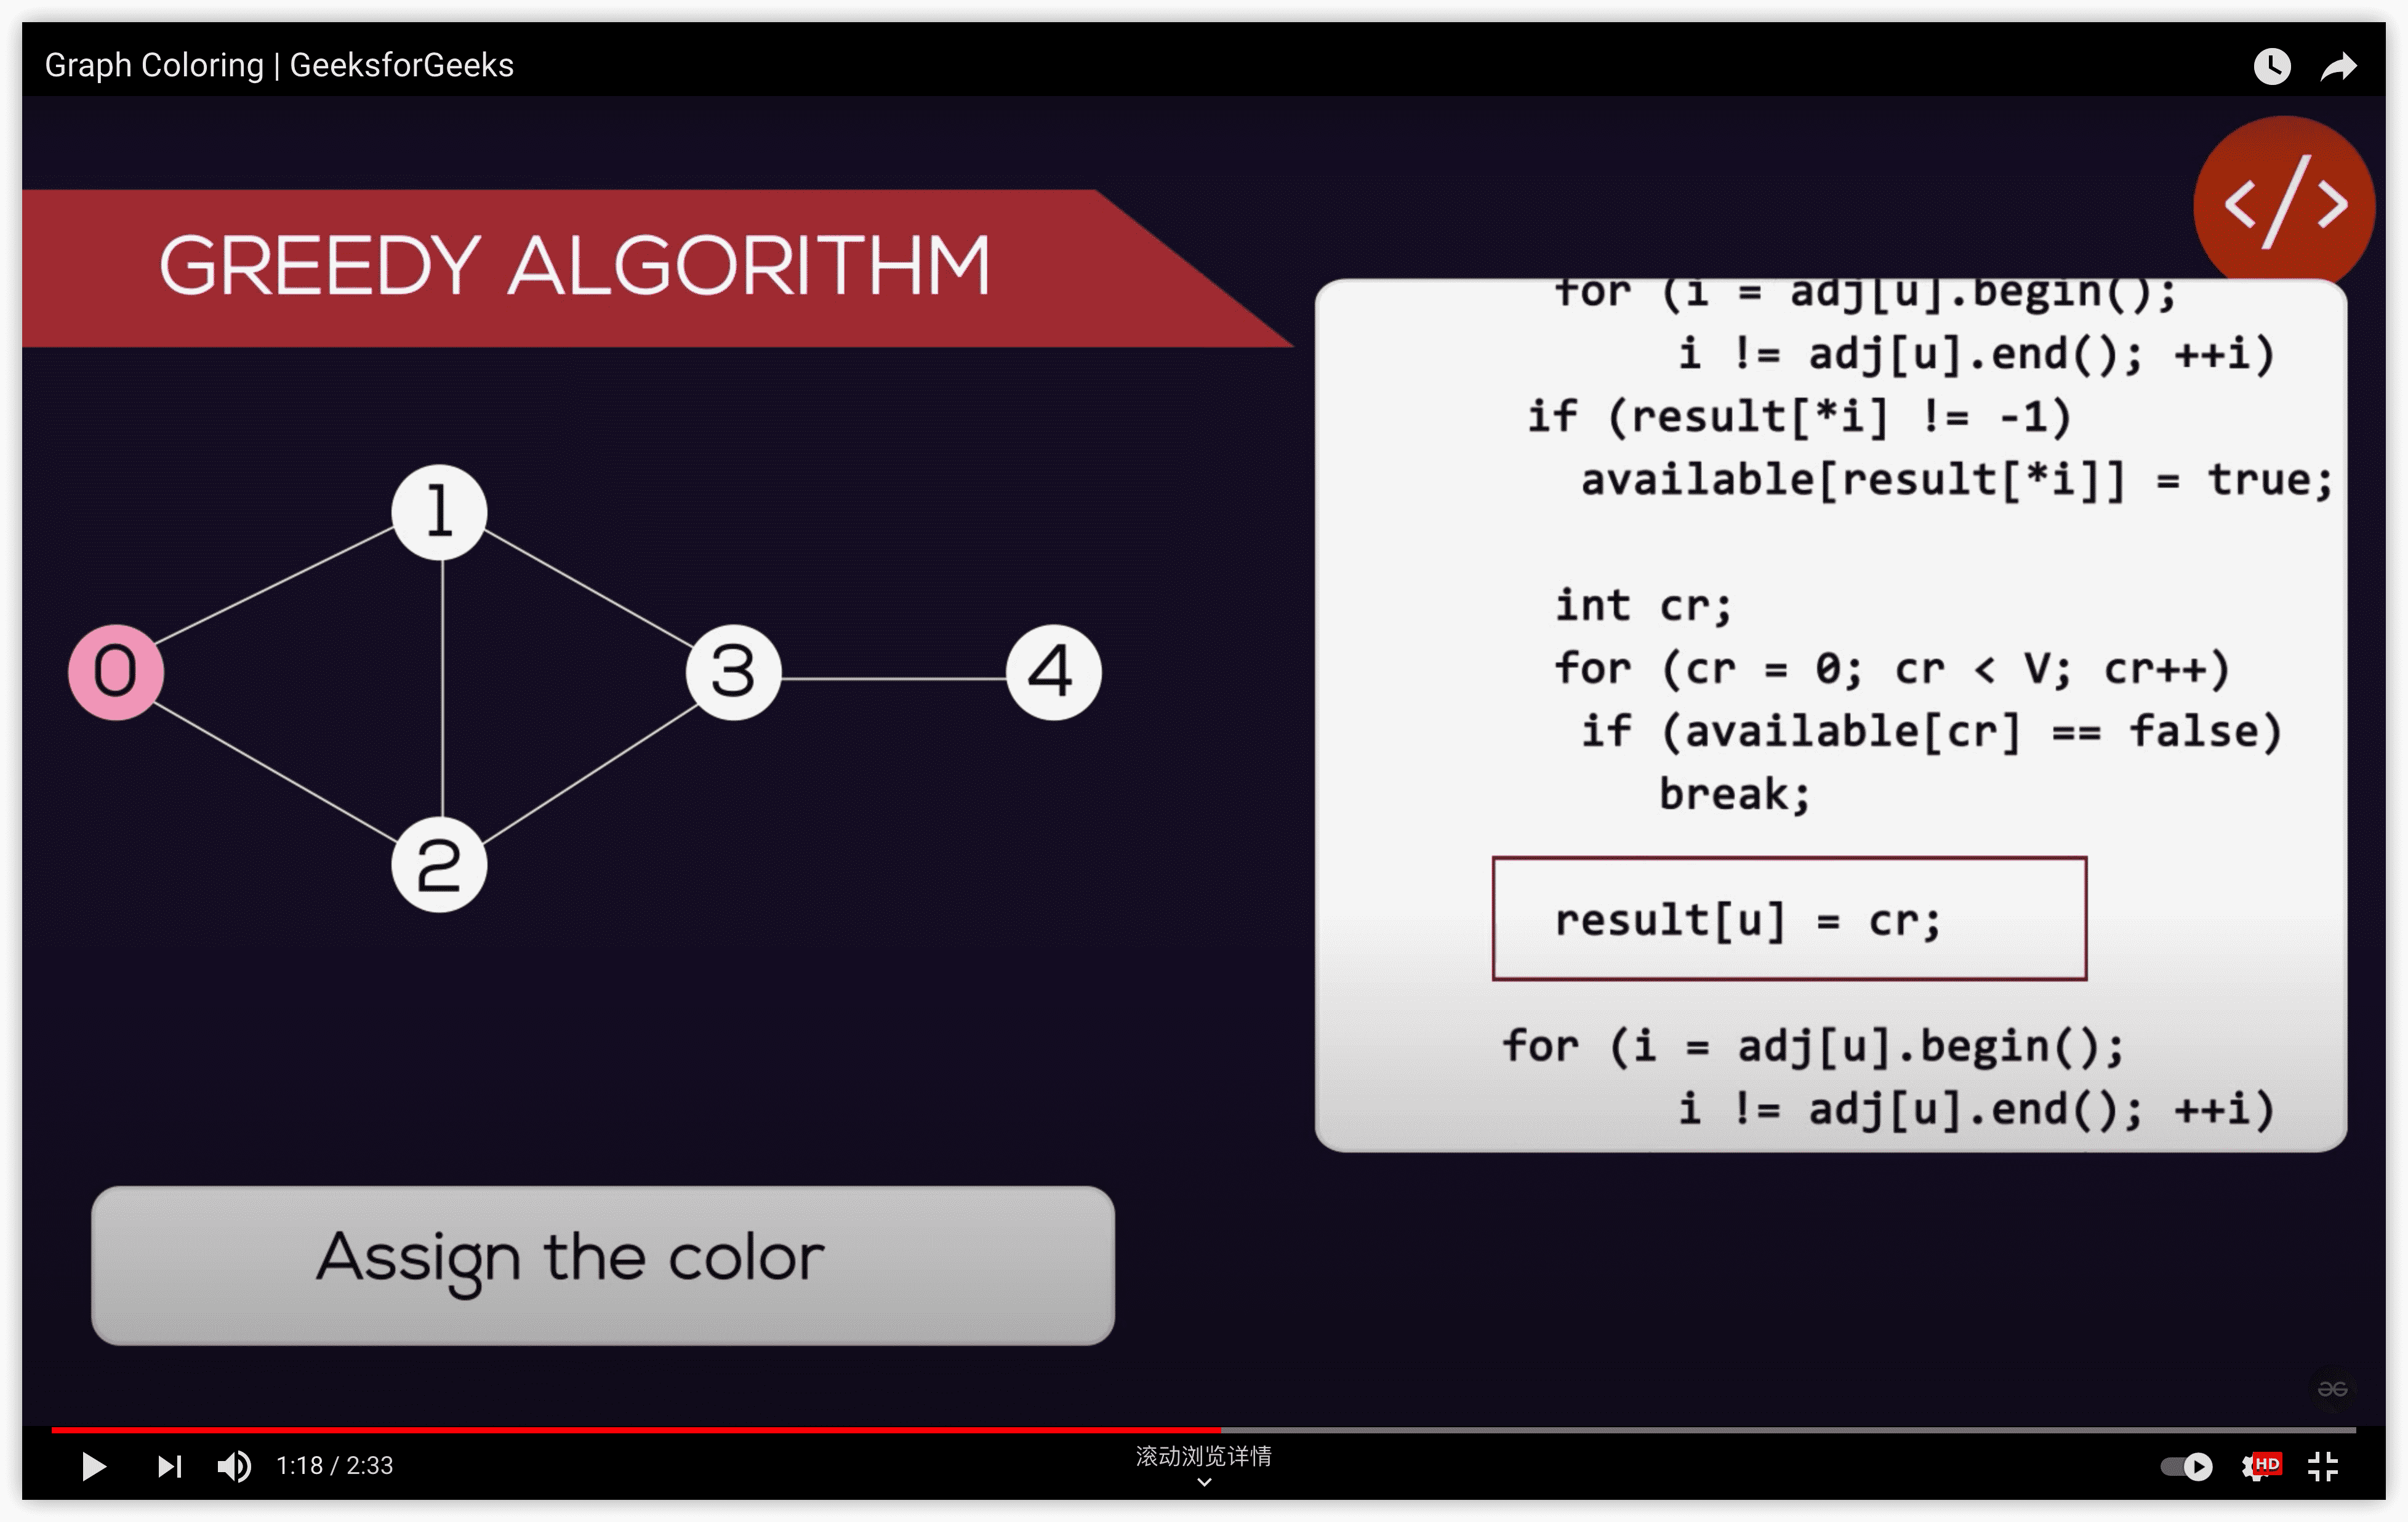 Graph Coloring | GeeksforGeeks
</>
GREEDY ALGORITHM
for (i = adj[u].begin();
i != adj[u].end(); ++i)
if (result[*i] != -1)
available[result[*i]] = true;
int cr;
for (cr = 0; cr < V; cr++)
if (available[cr] == false)
break;
result[u] = cr;
for (i = adj[u].begin();
i != adj[u].end(); ++i)
1
0
3
4
2
Assign the color
1:18 / 2:33
滚动浏览详情
HD